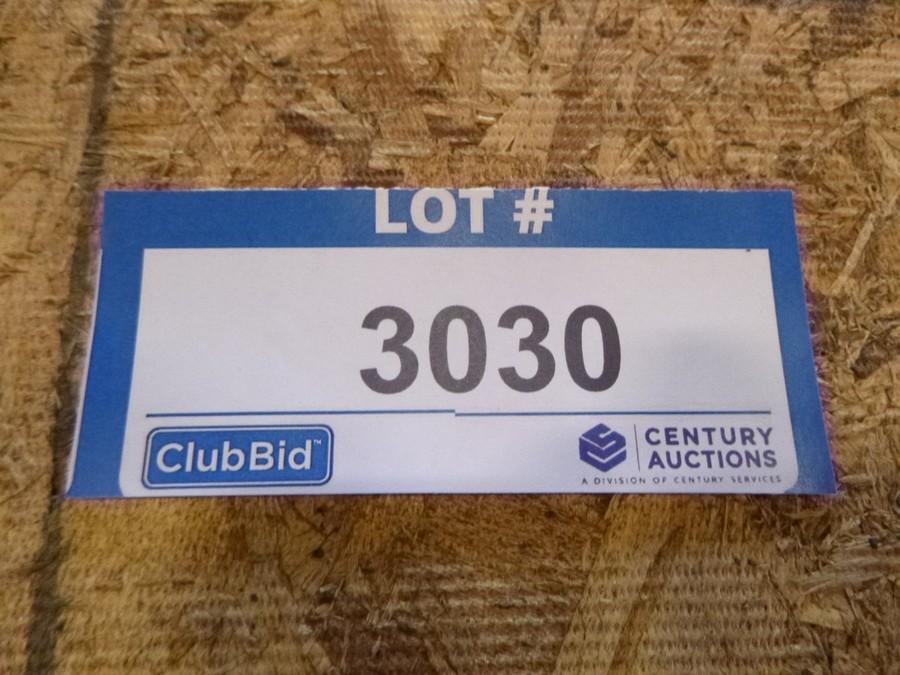 LOT #
3030
ClubBid™
CENTURY
AUCTIONS
A DIVISION OF CENTURY SERVICES